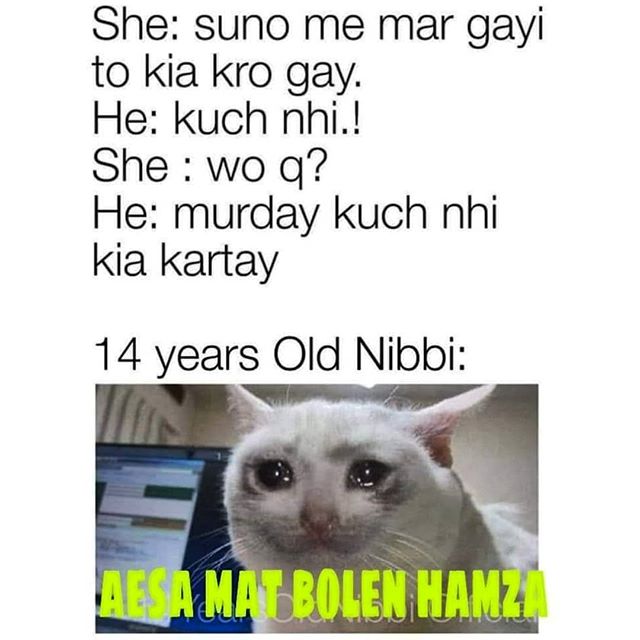 She: suno me mar gayi
to kia kro gay.
He: kuch nhi.!
She : wo q?
He: murday kuch nhi
kia kartay
14 years Old Nibbi:
AESA MAT BOLEN HAMZA